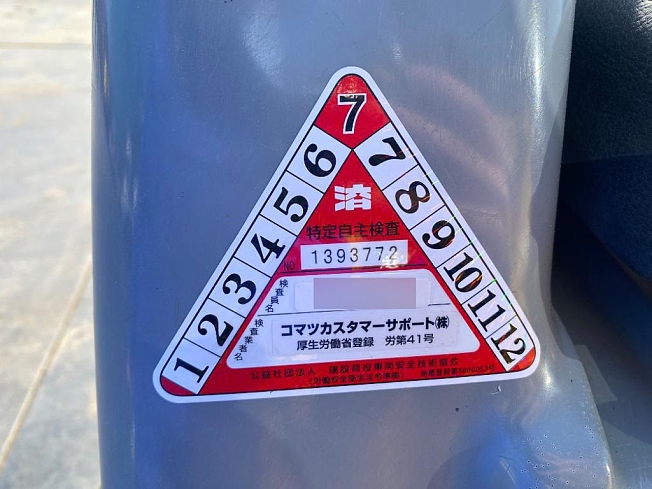 7
1 2 3 4 5 6
7 8 9 10 11 12
済
特定自主検査
NO 1393772
検査員名
検査業者名
コマツカスタマーサポート㈱
厚生労働省登録 労第41号
公益社団法人 建設荷役車両安全技術協会